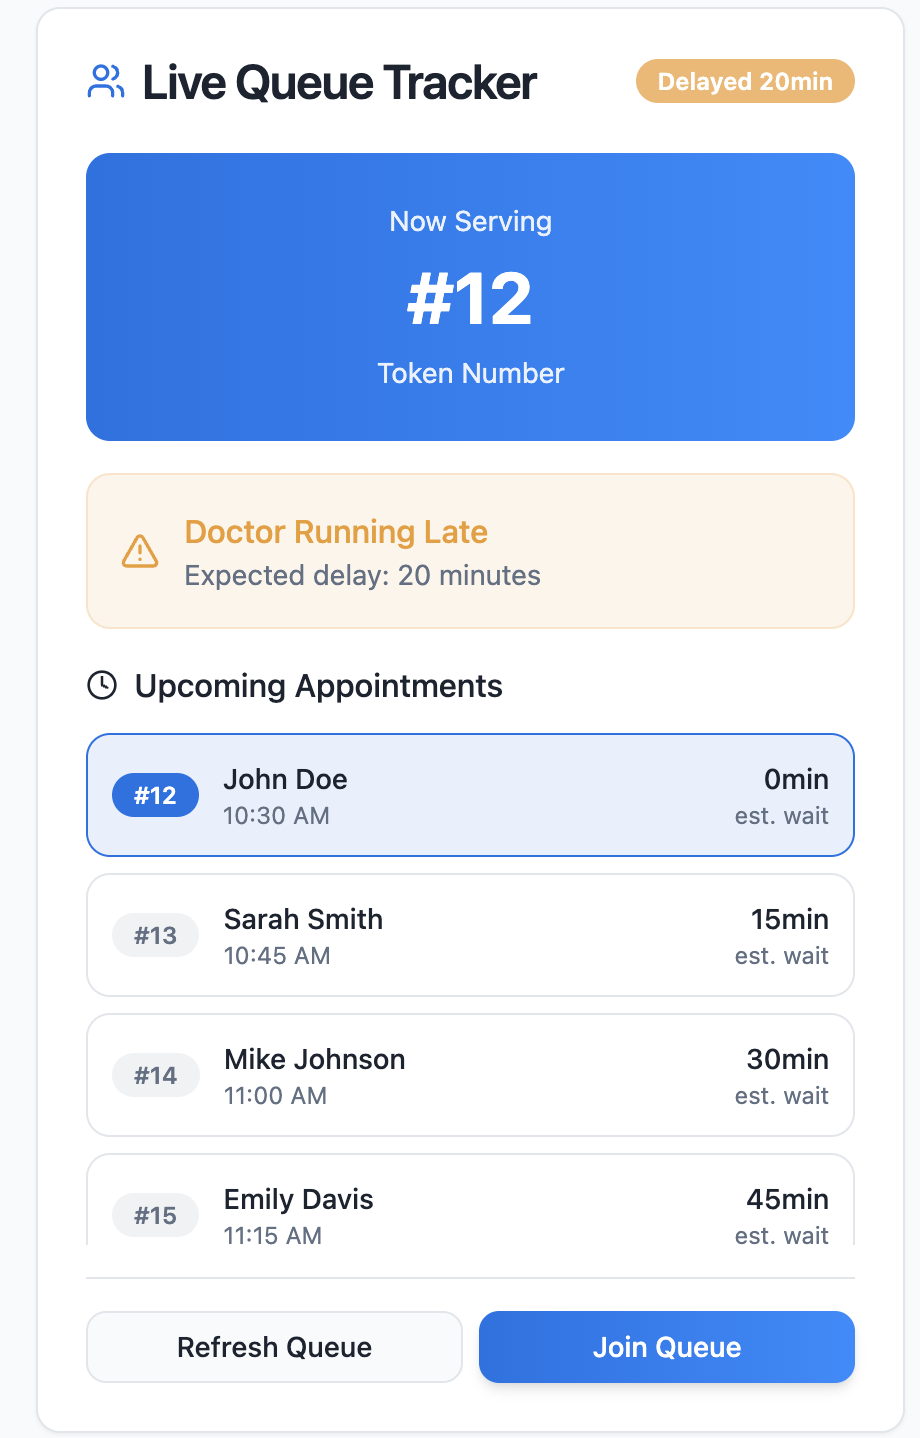 Live Queue Tracker
Delayed 20min
Now Serving
#12
Token Number
Doctor Running Late
Expected delay: 20 minutes
Upcoming Appointments
#12
John Doe
10:30 AM
0min
est. wait
#13
Sarah Smith
10:45 AM
15min
est. wait
#14
Mike Johnson
11:00 AM
30min
est. wait
#15
Emily Davis
11:15 AM
45min
est. wait
Refresh Queue
Join Queue